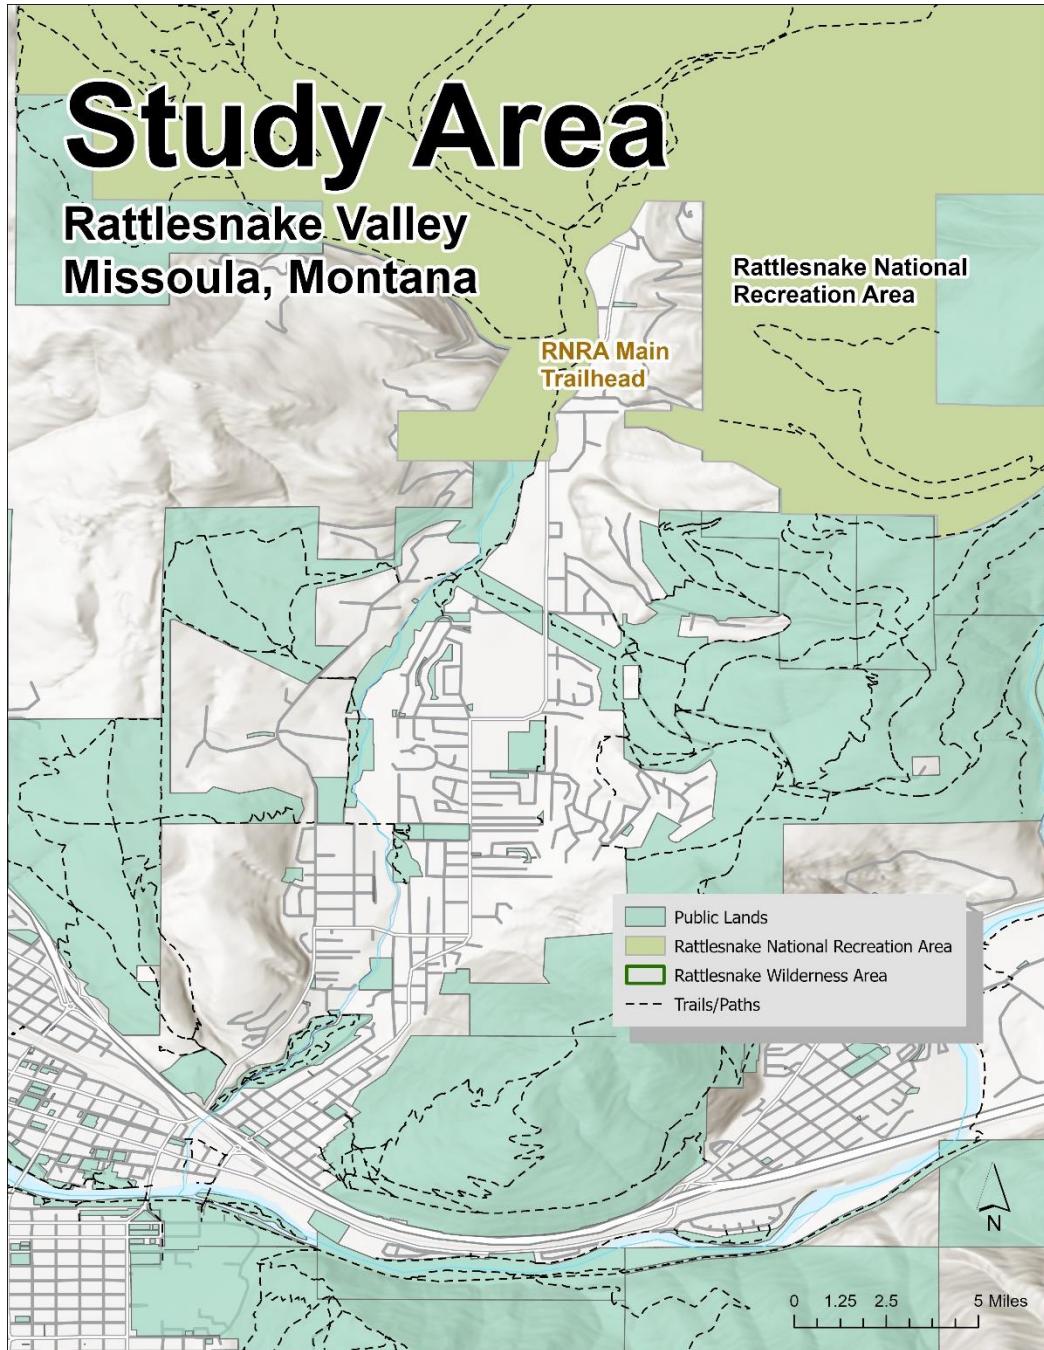 Study Area
Rattlesnake Valley
Missoula, Montana
Rattlesnake National
Recreation Area
RNRA Main
Trailhead
Public Lands
Rattlesnake National Recreation Area
Rattlesnake Wilderness Area
Trails/Paths
N
0 1.25 2.5 5 Miles